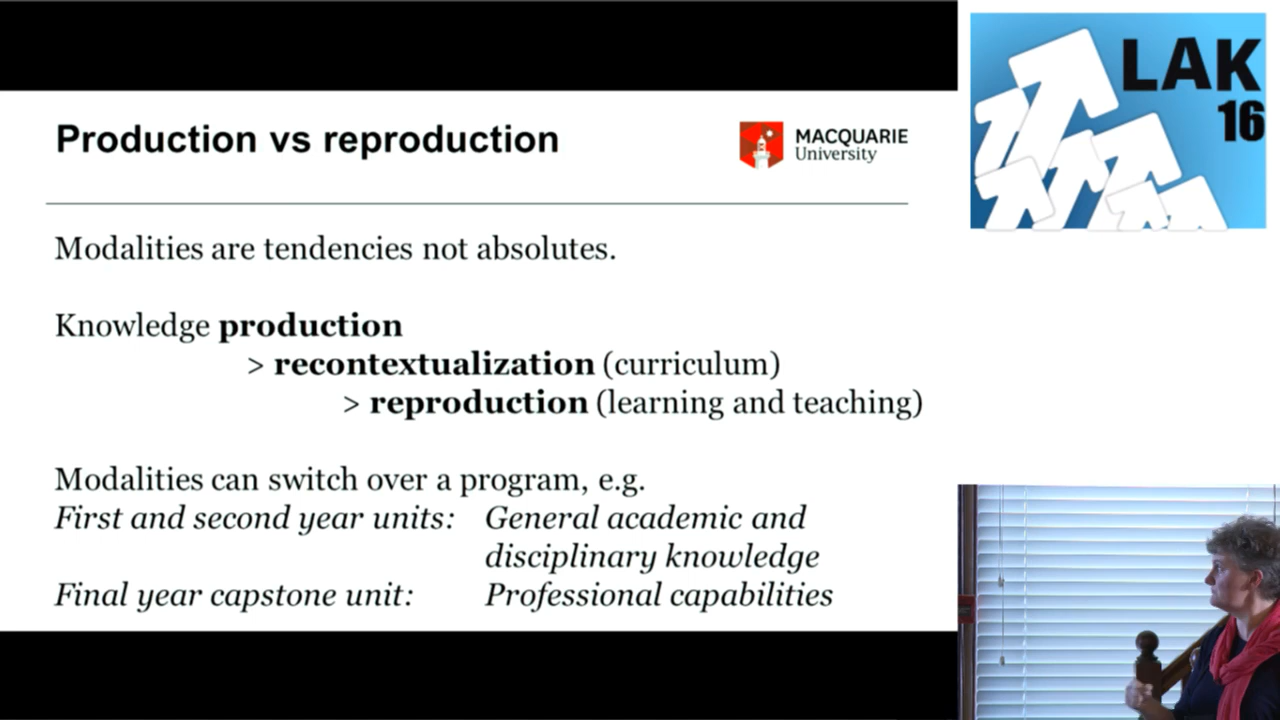 Production vs reproduction
MACQUARIE
University
LAK
16
Modalities are tendencies not absolutes.
Knowledge production
> recontextualization (curriculum)
> reproduction (learning and teaching)
Modalities can switch over a program, e.g.
First and second year units: General academic and
disciplinary knowledge
Final year capstone unit: Professional capabilities